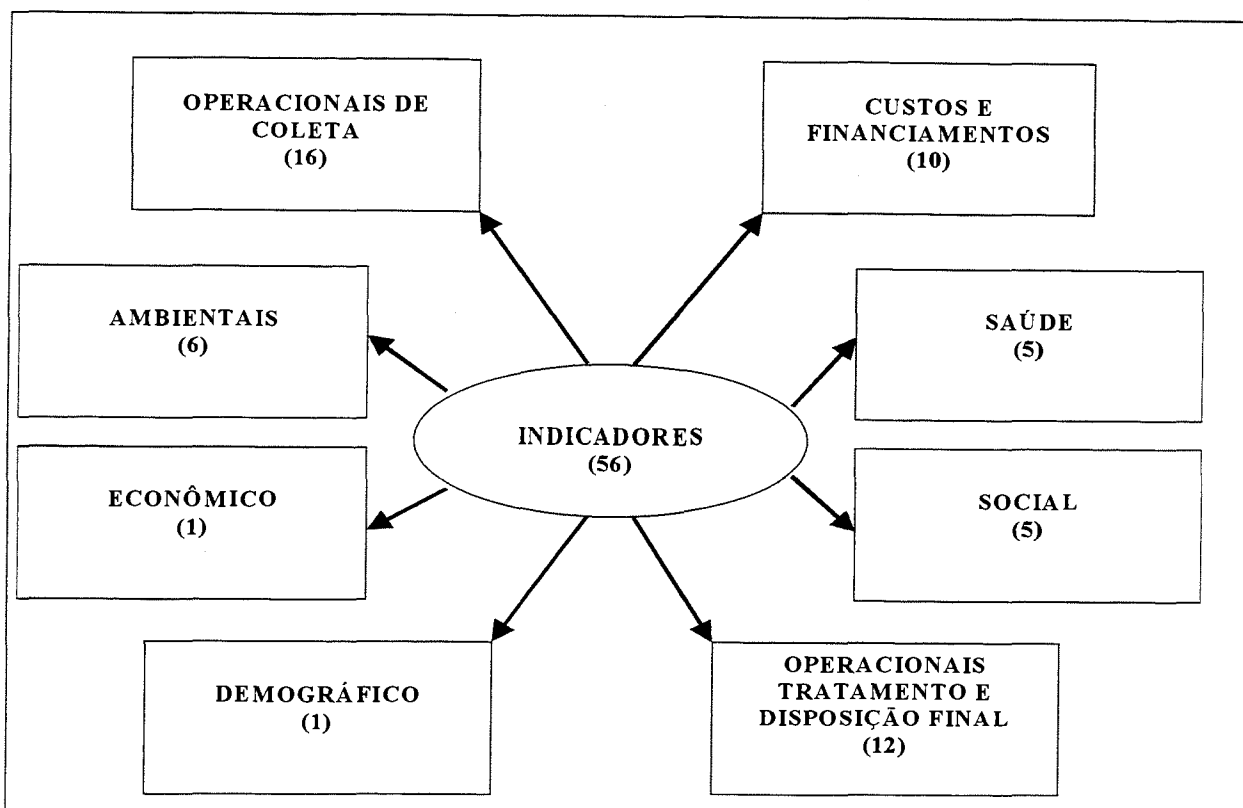 OPERACIONAIS DE
COLETA
(16)
CUSTOS E
FINANCIAMENTOS
(10)
AMBIENTAIS
(6)
SAÚDE
(5)
INDICADORES
(56)
ECONÔMICO
(1)
SOCIAL
(5)
DEMOGRÁFICO
(1)
OPERACIONAIS
TRATAMENTO E
DISPOSIÇÃO FINAL
(12)